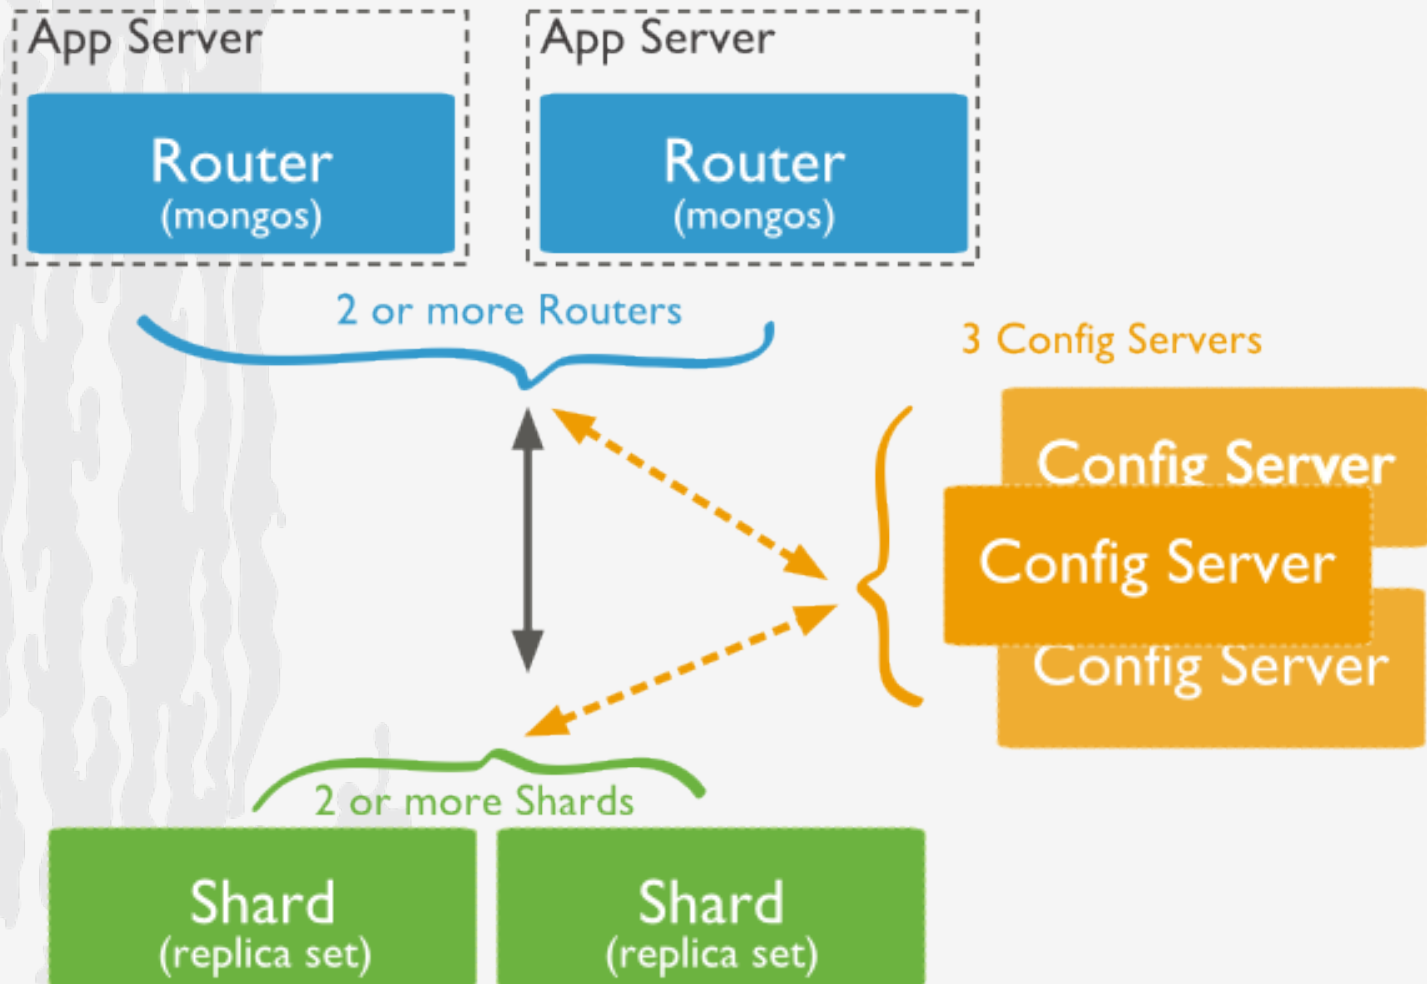 App Server
App Server
Router
(mongos)
Router
(mongos)
2 or more Routers
3 Config Servers
Config Server
Config Server
Config Server
2 or more Shards
Shard
(replica set)
Shard
(replica set)